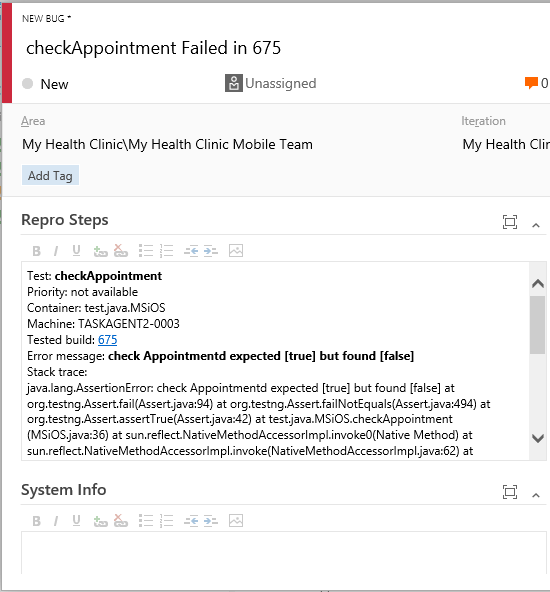 NEW BUG *
checkAppointment Failed in 675
New
Unassigned
0
Area
Iteration
My Health Clinic\My Health Clinic Mobile Team
My Health Clin
Add Tag
Repro Steps
B I U
Test: checkAppointment
Priority: not available
Container: test.java.MSiOS
Machine: TASKAGENT2-0003
Tested build: 675
Error message: check Appointmentd expected [true] but found [false]
Stack trace:
java.lang.AssertionError: check Appointmentd expected [true] but found [false] at
org.testng.Assert.fail(Assert.java:94) at org.testng.Assert.failNotEquals(Assert.java:494) at
org.testng.Assert.assertTrue(Assert.java:42) at test.java.MSiOS.checkAppointment
(MSiOS.java:36) at sun.reflect.NativeMethodAccessorImpl.invoke0(Native Method) at
sun.reflect.NativeMethodAccessorImpl.invoke(NativeMethodAccessorImpl.java:62) at
System Info
B I U